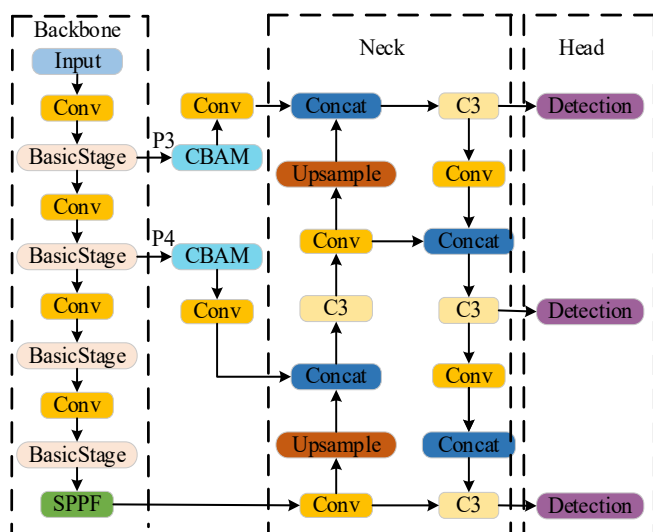 Backbone
Neck
Head
Input
Conv
Conv
Concat
C3
Detection
P3
BasicStage
CBAM
Upsample
Conv
Conv
P4
BasicStage
CBAM
Conv
Concat
Conv
Conv
C3
C3
Detection
BasicStage
Concat
Conv
Conv
BasicStage
Upsample
Concat
SPPF
Conv
C3
Detection